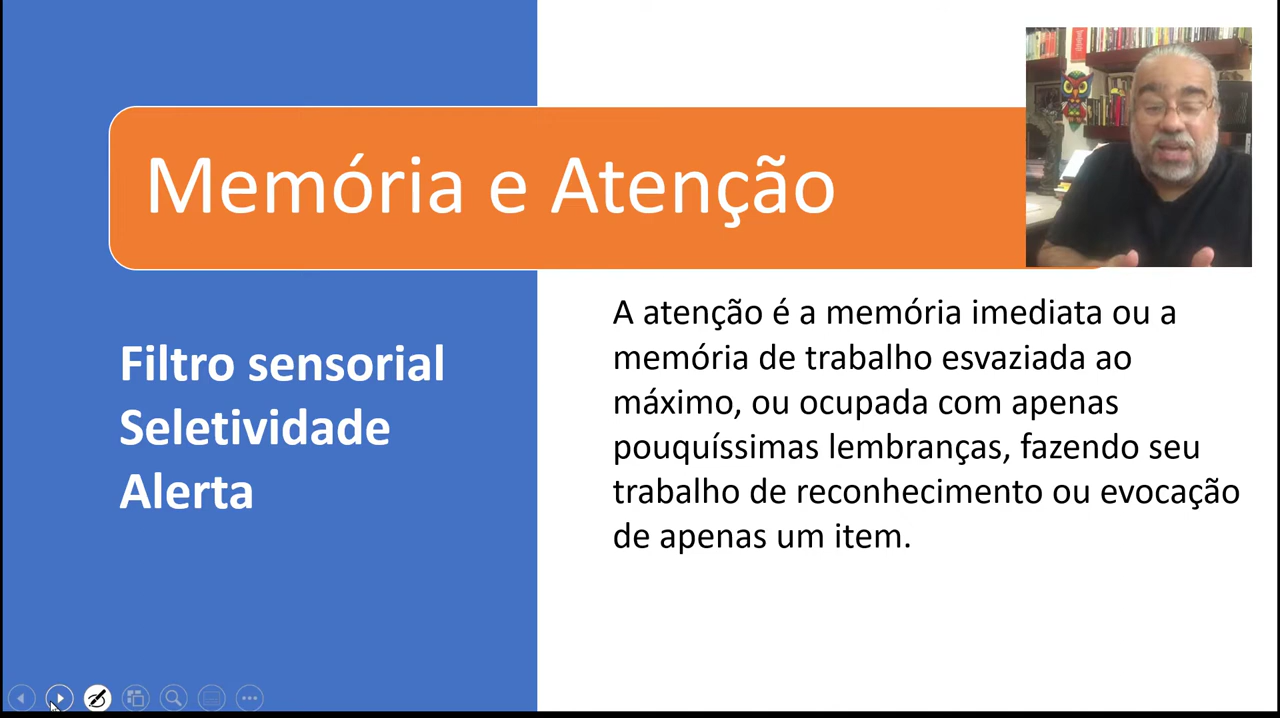 Memória e Atenção
Filtro sensorial
Seletividade
Alerta
A atenção é a memória imediata ou a
memória de trabalho esvaziada ao
máximo, ou ocupada com apenas
pouquíssimas lembranças, fazendo seu
trabalho de reconhecimento ou evocação
de apenas um item.